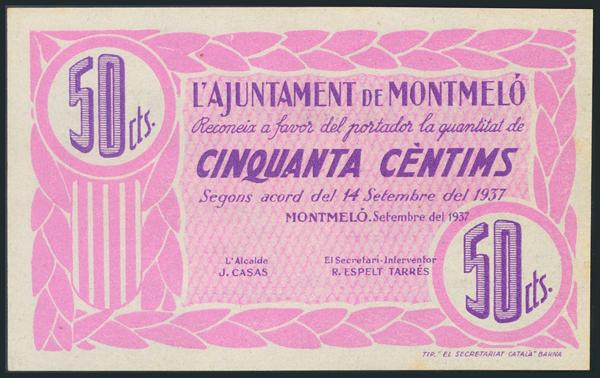 50 cts.
L'AJUNTAMENT DE MONTMELÓ
Reconeix a favor del portador la quantitat de
CINQUANTA CÈNTIMS
Segons acord del 14 Setembre del 1937
MONTMELÓ. Setembre del 1937
L'Alcalde
J. CASAS
El Secretari-Interventor
R. ESPELT TARRÉS
50 cts.
TIP. "EL SECRETARIAT CATALÀ" BARNA